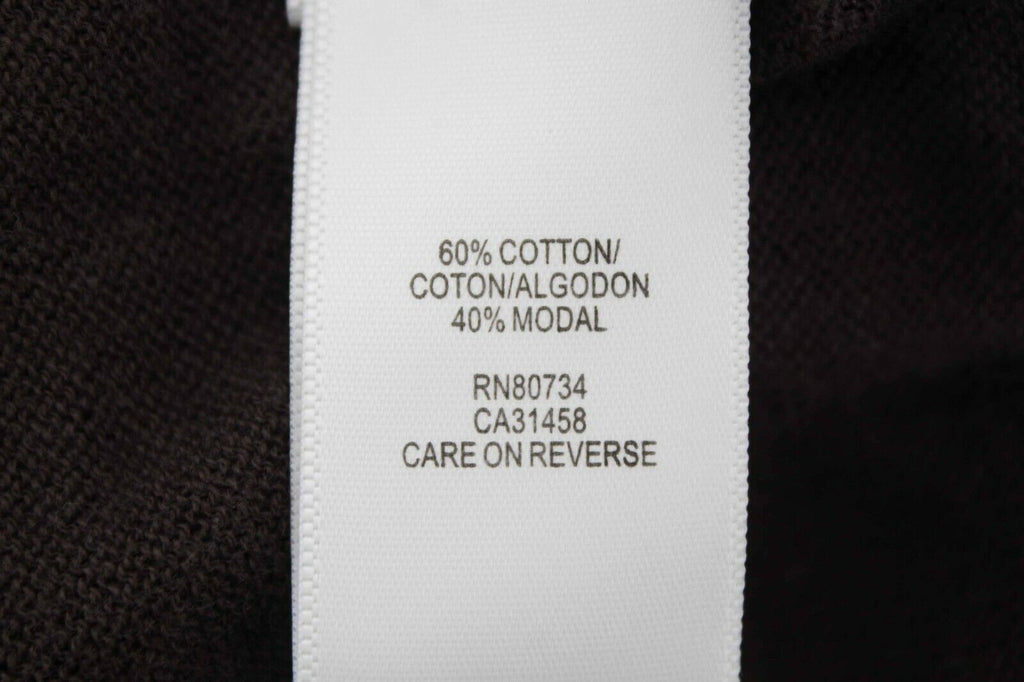 60% COTTON/
COTON/ALGODON
40% MODAL
RN80734
CA31458
CARE ON REVERSE